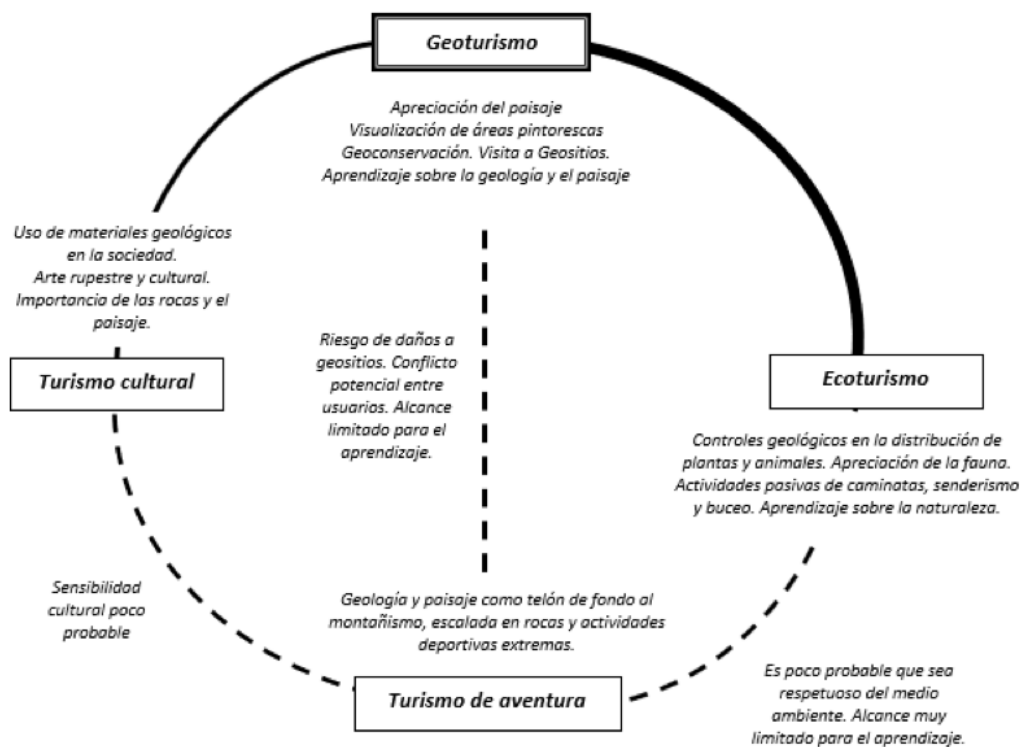 Geoturismo
Apreciación del paisaje
Visualización de áreas pintorescas
Geoconservación. Visita a Geositios.
Aprendizaje sobre la geología y el paisaje
Uso de materiales geológicos
en la sociedad.
Arte rupestre y cultural.
Importancia de las rocas y el
paisaje.
Turismo cultural
Riesgo de daños a
geositios. Conflicto
potencial entre
usuarios. Alcance
limitado para el
aprendizaje.
Ecoturismo
Controles geológicos en la distribución de
plantas y animales. Apreciación de la fauna.
Actividades pasivas de caminatas, senderismo
y buceo. Aprendizaje sobre la naturaleza.
Sensibilidad
cultural poco
probable
Geología y paisaje como telón de fondo al
montañismo, escalada en rocas y actividades
deportivas extremas.
Turismo de aventura
Es poco probable que sea
respetuoso del medio
ambiente. Alcance muy
limitado para el aprendizaje.